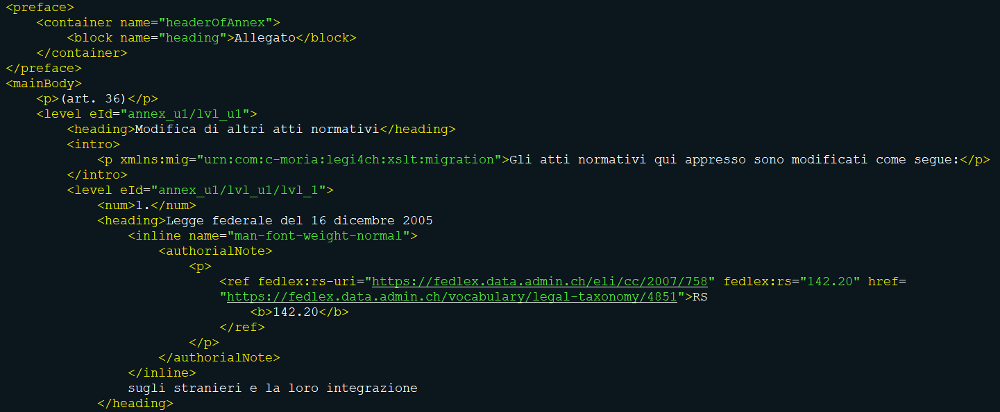 <preface>
<container name="headerOfAnnex">
<block name="heading">Allegato</block>
</container>
</preface>
<mainBody>
<p>(art. 36)</p>
<level eId="annex_u1/lvl_u1">
<heading>Modifica di altri atti normativi</heading>
<intro>
<p xmlns:mig="urn:com:c-moria:legi4ch:xslt:migration">Gli atti normativi qui appresso sono modificati come segue:</p>
</intro>
<level eId="annex_u1/lvl_u1/lvl_1">
<num>1.</num>
<heading>Legge federale del 16 dicembre 2005
<inline name="man-font-weight-normal">
<authorialNote>
<p>
<ref fedlex:rs-uri="https://fedlex.data.admin.ch/eli/cc/2007/758" fedlex:rs="142.20" href=
"https://fedlex.data.admin.ch/vocabulary/legal-taxonomy/4851">RS
<b>142.20</b>
</ref>
</p>
</authorialNote>
</inline>
sugli stranieri e la loro integrazione
</heading>